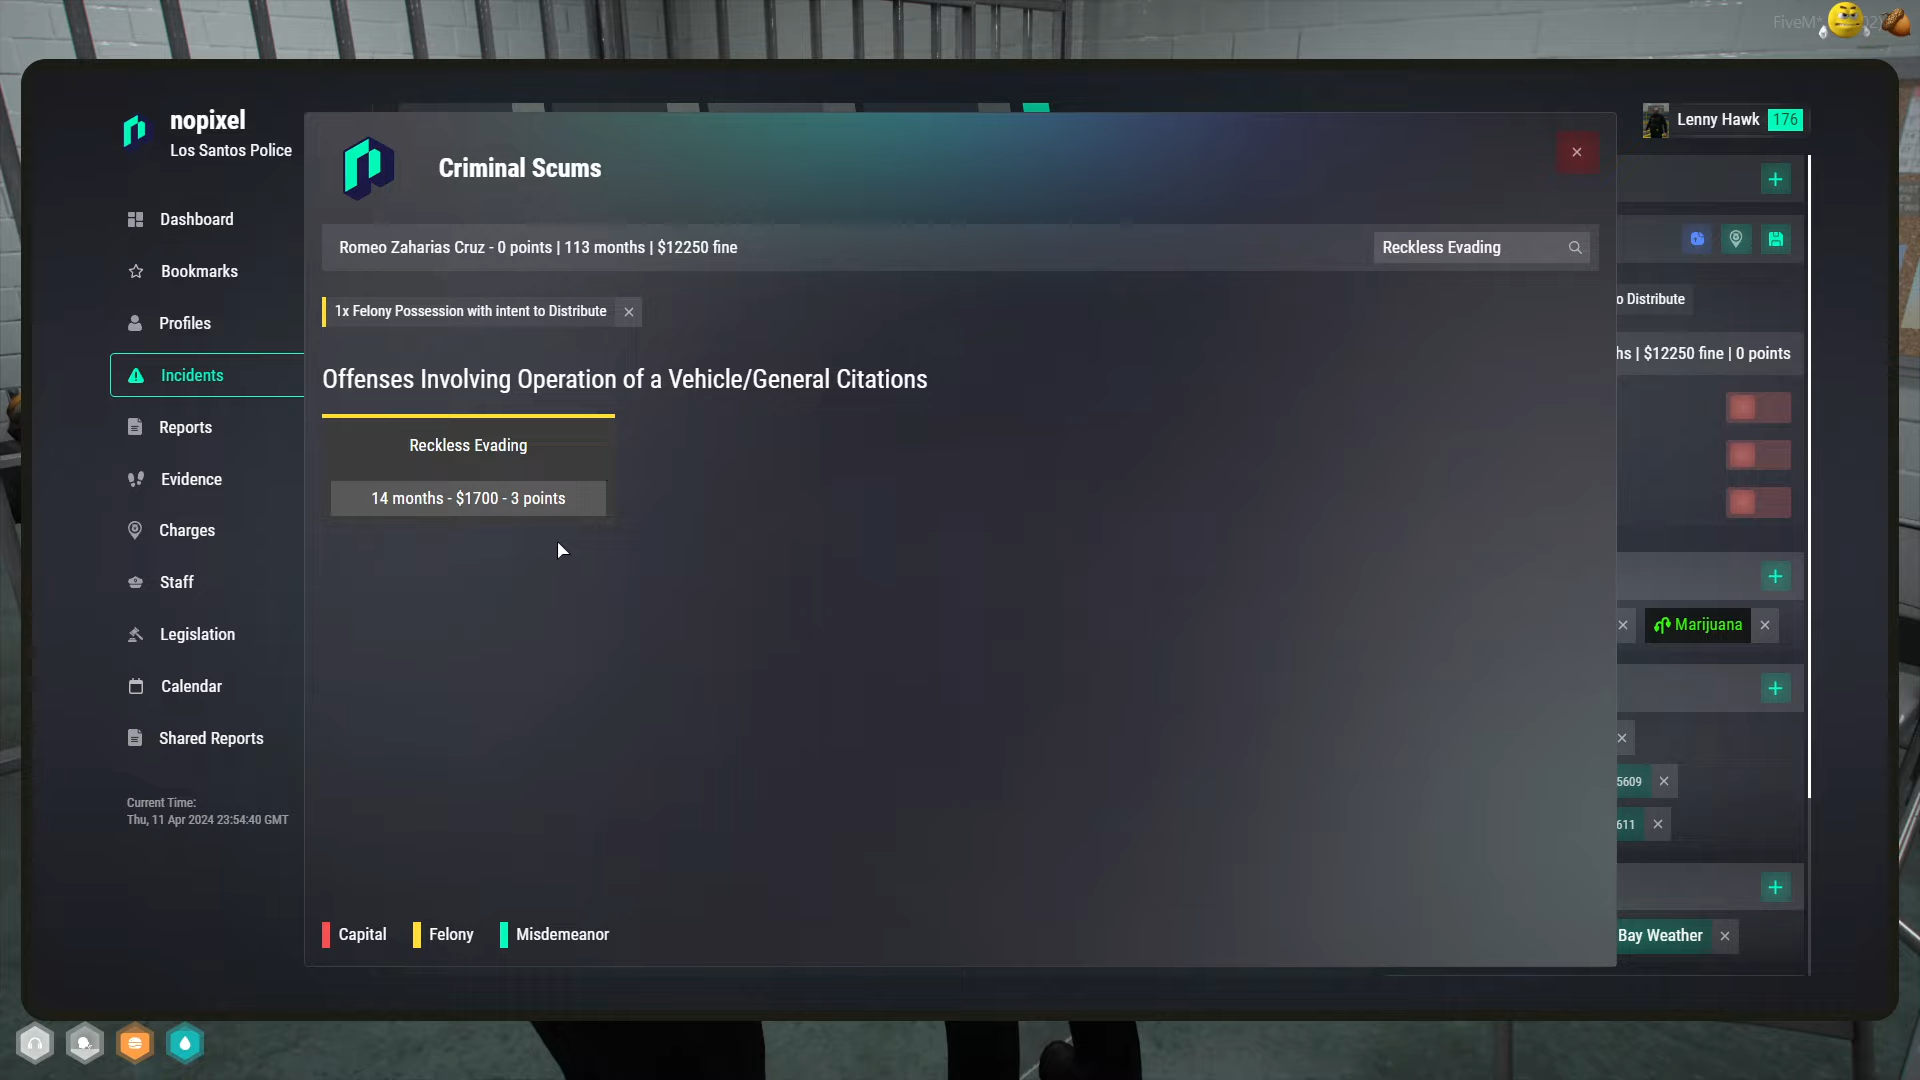 FiveM
nopixel
Los Santos Police
Lenny Hawk 176
Criminal Scums
Romeo Zaharias Cruz - 0 points | 113 months | $12250 fine
Reckless Evading
1x Felony Possession with intent to Distribute
Offenses Involving Operation of a Vehicle/General Citations
Reckless Evading
14 months - $1700 - 3 points
Capital
Felony
Misdemeanor
Dashboard
Bookmarks
Profiles
Incidents
Reports
Evidence
Charges
Staff
Legislation
Calendar
Shared Reports
Current Time:
Thu, 11 Apr 2024 23:54:40 GMT
o Distribute
hs | $12250 fine | 0 points
Marijuana
5609
611
Bay Weather